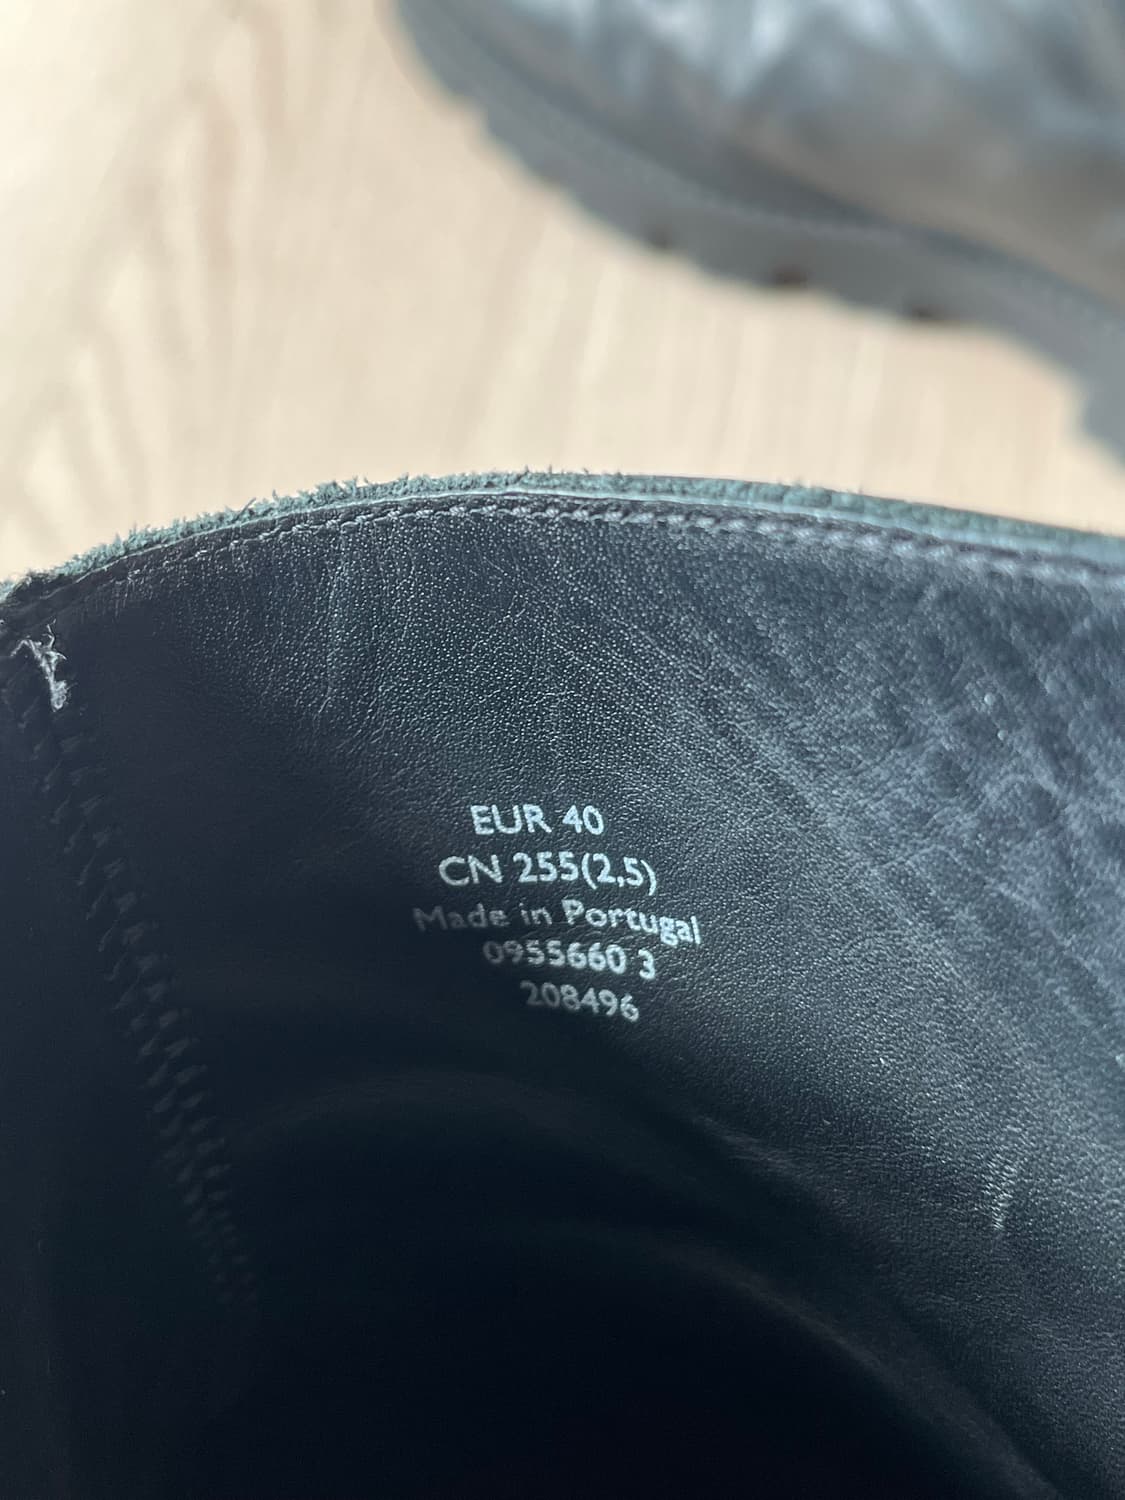 EUR 40
CN 255(2,5)
Made in Portugal
0955660 3
208496